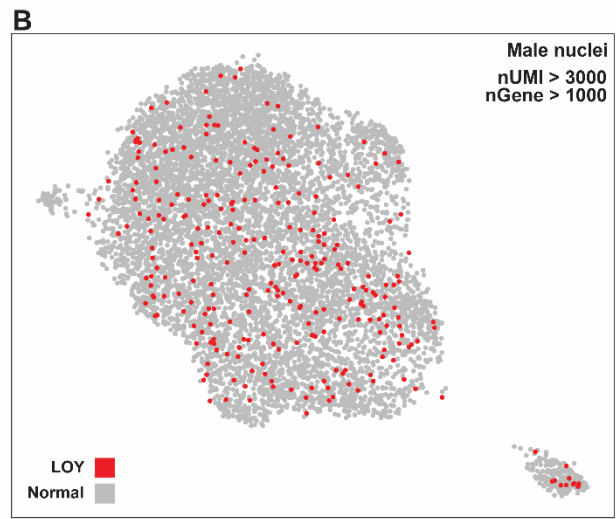 B
Male nuclei
nUMI > 3000
nGene > 1000
LOY
Normal